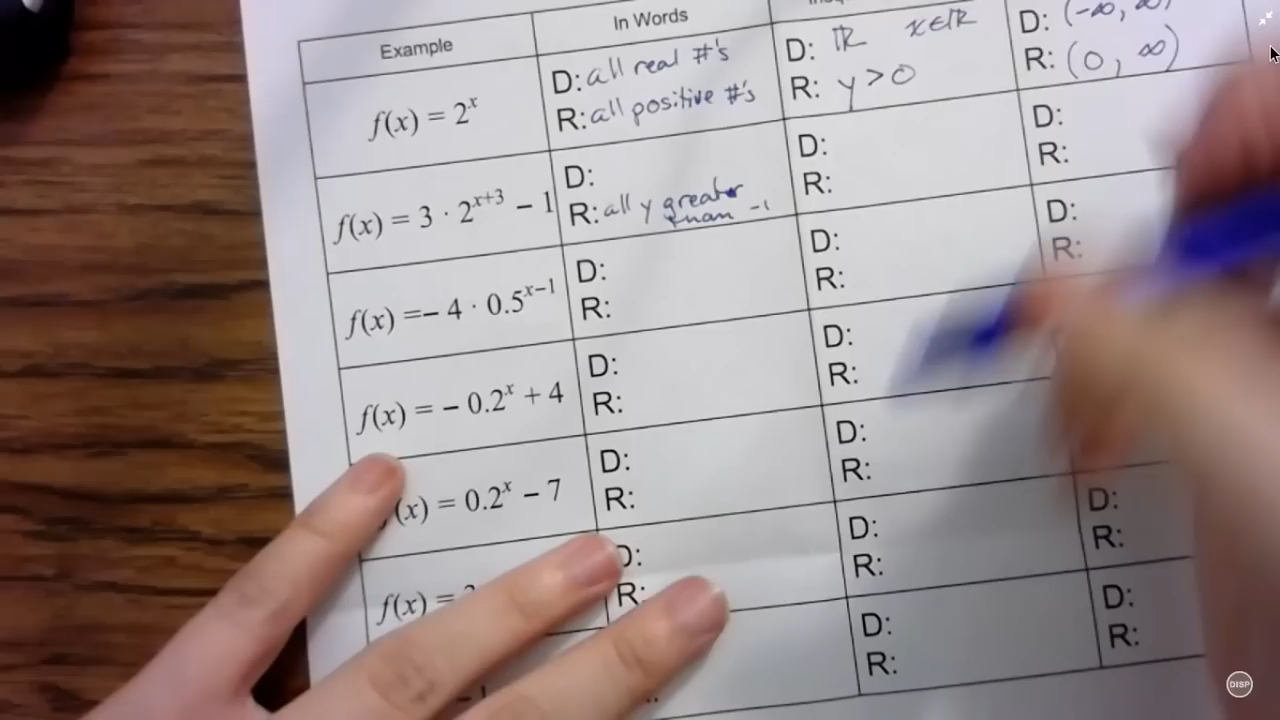 Example
In Words
D: (-∞, ∞)
D: ℝ x∈ℝ
R: (0, ∞)
D: all real #'s
R: y > 0
f(x) = 2^x
R: all positive #'s
D:
R:
D:
R:
D:
R: all y greater than -1
f(x) = 3 · 2^{x+3} − 1
D:
R:
D:
R:
D:
R:
f(x) =− 4 · 0.5^{x−1}
D:
R:
D:
R:
f(x) = − 0.2^x + 4
D:
R:
D:
R:
(x) = 0.2^x − 7
D:
R:
D:
R:
D:
R:
f(x) =
D:
R:
D:
R:
DISP